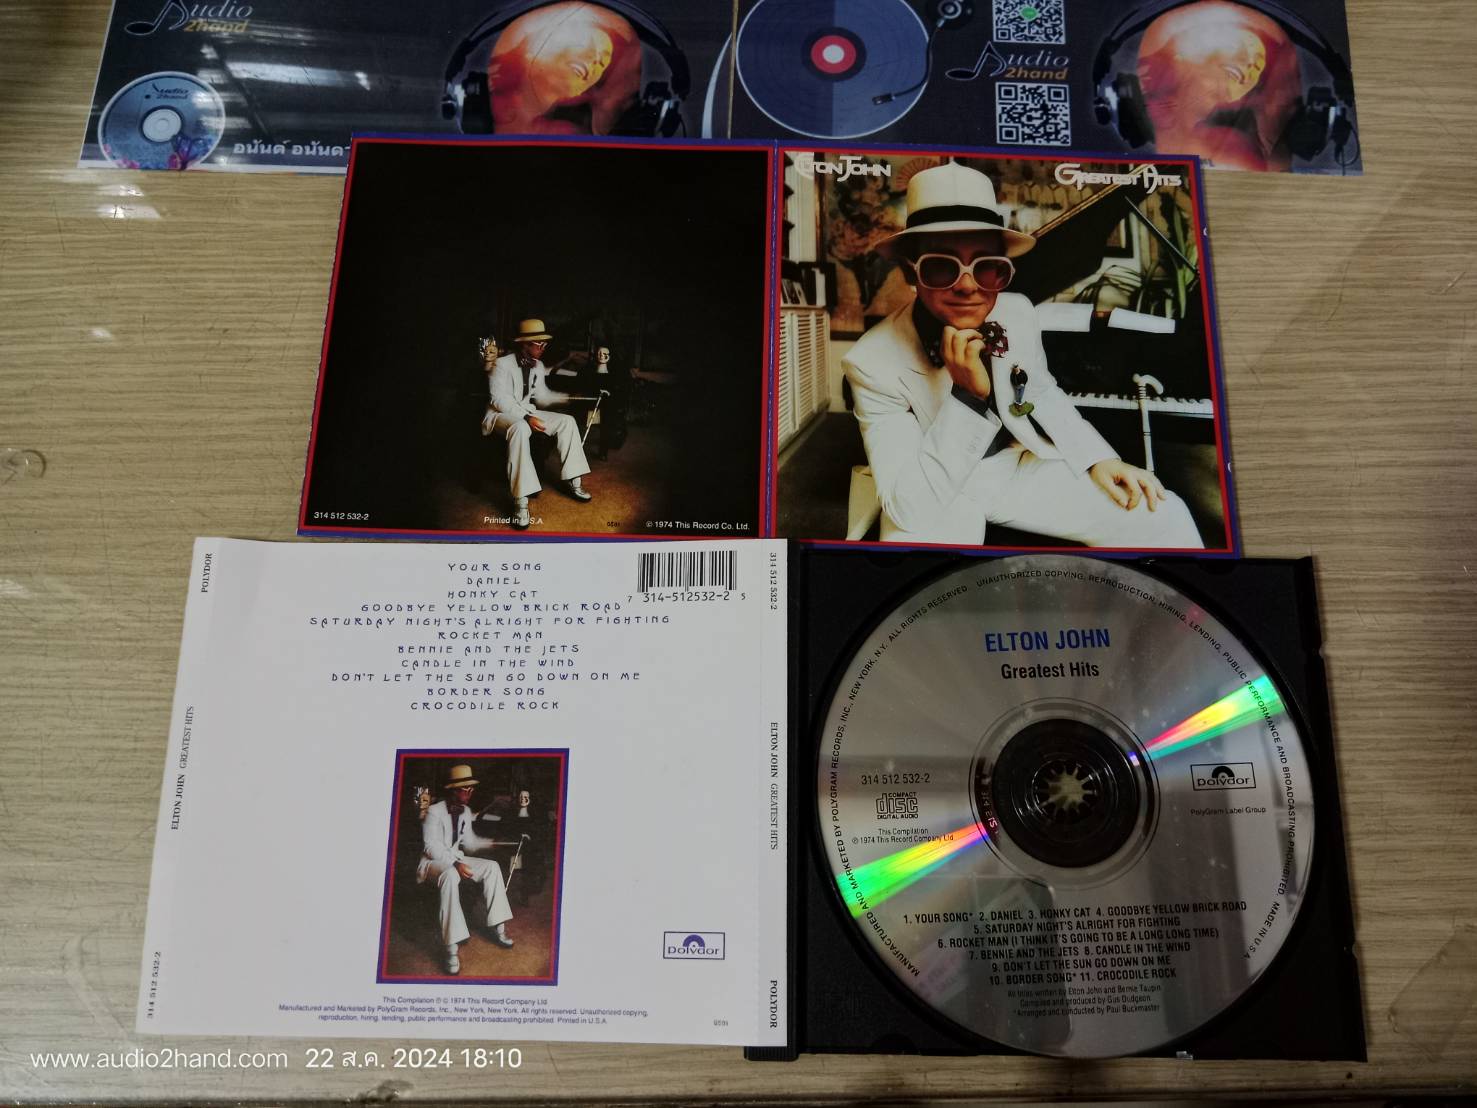 Audio
2hand
Audio
2hand
อนันต์ อนันดา
Audio
2hand
ELTON JOHN
GREATEST HITS
314 512 532-2
Printed in U.S.A
0591
© 1974 This Record Co. Ltd.
POLYDOR
ELTON JOHN GREATEST HITS
314 512 532-2
YOUR SONG
DANIEL
HONKY CAT
GOODBYE YELLOW BRICK ROAD
SATURDAY NIGHT'S ALRIGHT FOR FIGHTING
ROCKET MAN
BENNIE AND THE JETS
CANDLE IN THE WIND
DON'T LET THE SUN GO DOWN ON ME
BORDER SONG
CROCODILE ROCK
7 314-512532-2 5
polydor
This Compilation ℗ © 1974 This Record Company Ltd
Manufactured and Marketed by PolyGram Records, Inc., New York, New York. All rights reserved. Unauthorized copying,
reproduction, hiring, lending, public performance and broadcasting prohibited. Printed in U.S.A.
0591
314 512 532-2
ELTON JOHN GREATEST HITS
POLYDOR
MANUFACTURED AND MARKETED BY POLYGRAM RECORDS, INC., NEW YORK, N.Y. ALL RIGHTS RESERVED. UNAUTHORIZED COPYING, REPRODUCTION, HIRING, LENDING, PUBLIC PERFORMANCE AND BROADCASTING PROHIBITED. MADE IN U.S.A.
ELTON JOHN
Greatest Hits
314 512 532-2
COMPACT
disc
DIGITAL AUDIO
This Compilation
℗ 1974 This Record Company Ltd
polydor
PolyGram Label Group
1. YOUR SONG* 2. DANIEL 3. HONKY CAT 4. GOODBYE YELLOW BRICK ROAD
5. SATURDAY NIGHT'S ALRIGHT FOR FIGHTING
6. ROCKET MAN (I THINK IT'S GOING TO BE A LONG LONG TIME)
7. BENNIE AND THE JETS 8. CANDLE IN THE WIND
9. DON'T LET THE SUN GO DOWN ON ME
10. BORDER SONG* 11. CROCODILE ROCK
All titles written by Elton John and Bernie Taupin
Compiled and produced by Gus Dudgeon
*Arranged and conducted by Paul Buckmaster
www.audio2hand.com 22 ส.ค. 2024 18:10